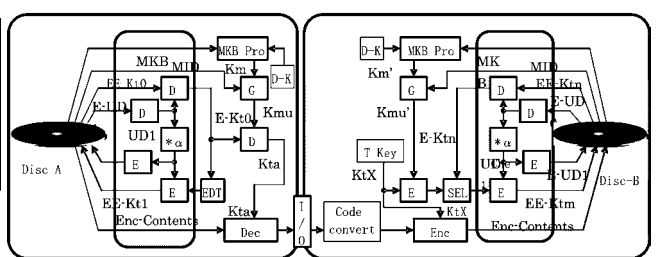 MKB Pro
D-K
MKB
MID
Km
G
EE-Kt0
D
E-UD
D
E-Kt0
Kmu
D
UD1
*α
Kta
E
Disc A
E
EDT
EE-Kt1
Kta
Enc-Contents
Dec
I/O
D-K
MKB Pro
Km'
MK
B
MID
G
D
EE-Ktn
Kmu'
D
E-UD
E-Ktn
*α
T Key
E
KtX
E-UD1
Disc-B
E
SEL
E
KtX
EE-Ktm
Code
convert
Enc
Enc-Contents